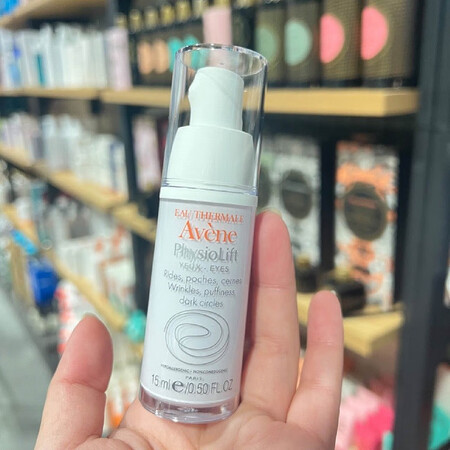 EAU THERMALE
Avène
PhysioLift
YEUX - EYES
Rides, poches, cernes
Wrinkles, puffiness,
dark circles
PARIS
15 ml e/0.50 FL.OZ